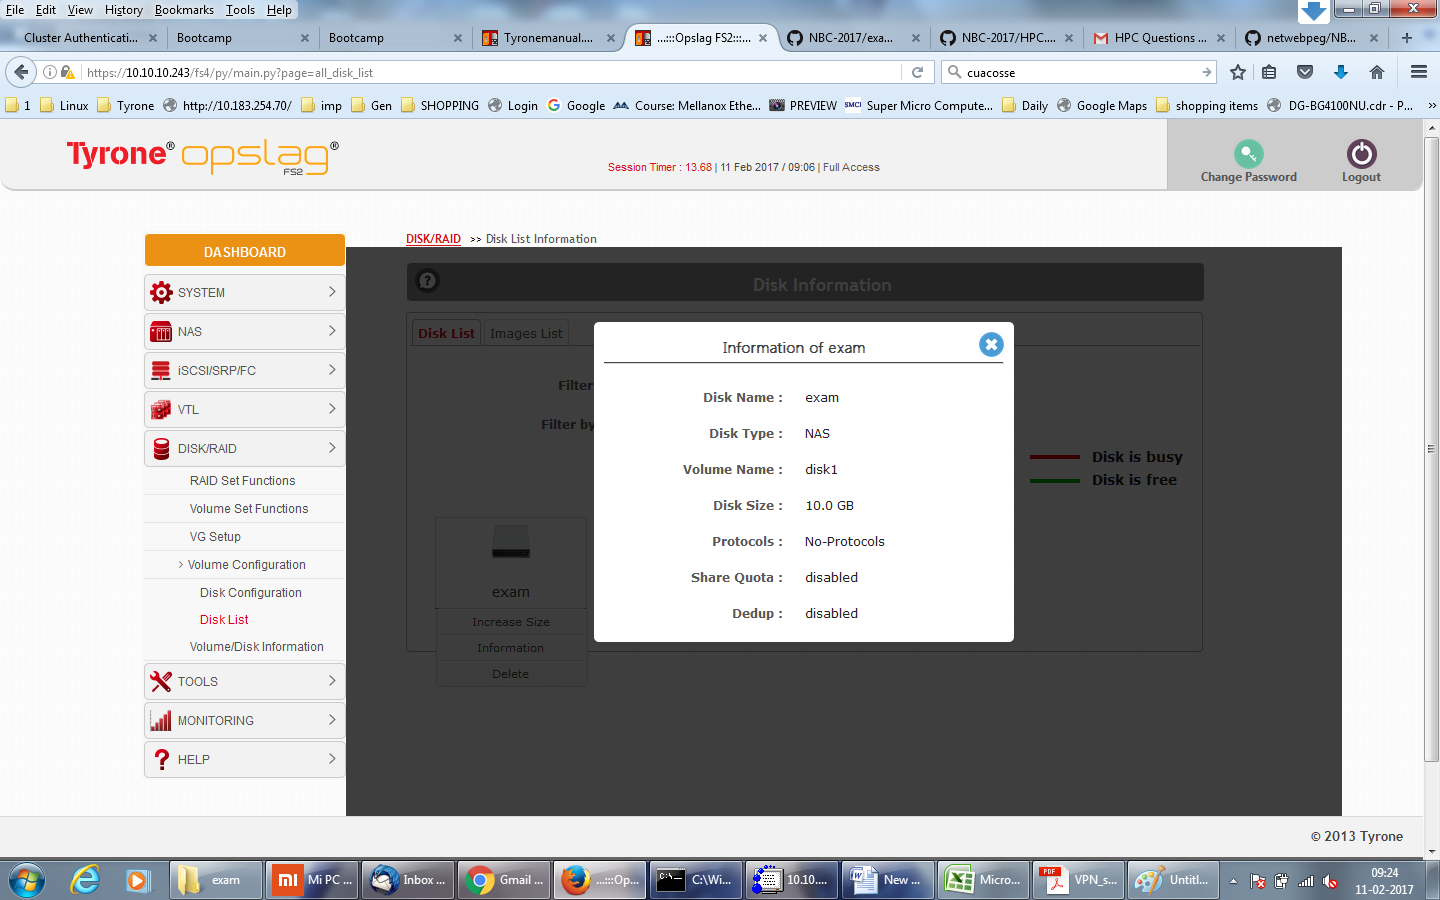 File Edit View History Bookmarks Tools Help
Cluster Authenticati... Bootcamp Bootcamp Tyronemanual.... ...:::Opslag FS2:::... NBC-2017/exa... NBC-2017/HPC.... HPC Questions ... netwebpeg/NB...
https://10.10.10.243/fs4/py/main.py?page=all_disk_list cuacosse
1 Linux Tyrone http://10.183.254.70/ imp Gen SHOPPING Login Google Course: Mellanox Ethe... PREVIEW SMCI Super Micro Compute... Daily Google Maps shopping items DG-BG4100NU.cdr - P... »
Tyrone® opslag® FS2
Session Timer : 13.68 | 11 Feb 2017 / 09:06 | Full Access
Change Password Logout
DASHBOARD
SYSTEM
NAS
iSCSI/SRP/FC
VTL
DISK/RAID
RAID Set Functions
Volume Set Functions
VG Setup
Volume Configuration
Disk Configuration
Disk List
Volume/Disk Information
TOOLS
MONITORING
HELP
DISK/RAID >> Disk List Information
Disk Information
Disk List Images List
Filter
Filter by
Disk is busy
Disk is free
exam
Increase Size
Information
Delete
Information of exam
Disk Name : exam
Disk Type : NAS
Volume Name : disk1
Disk Size : 10.0 GB
Protocols : No-Protocols
Share Quota : disabled
Dedup : disabled
© 2013 Tyrone
exam Mi PC ... Inbox ... Gmail ... ...:::Op... C:\Wi... 10.10.... New ... Micro... PDF VPN_s... Untitl... 09:24
11-02-2017